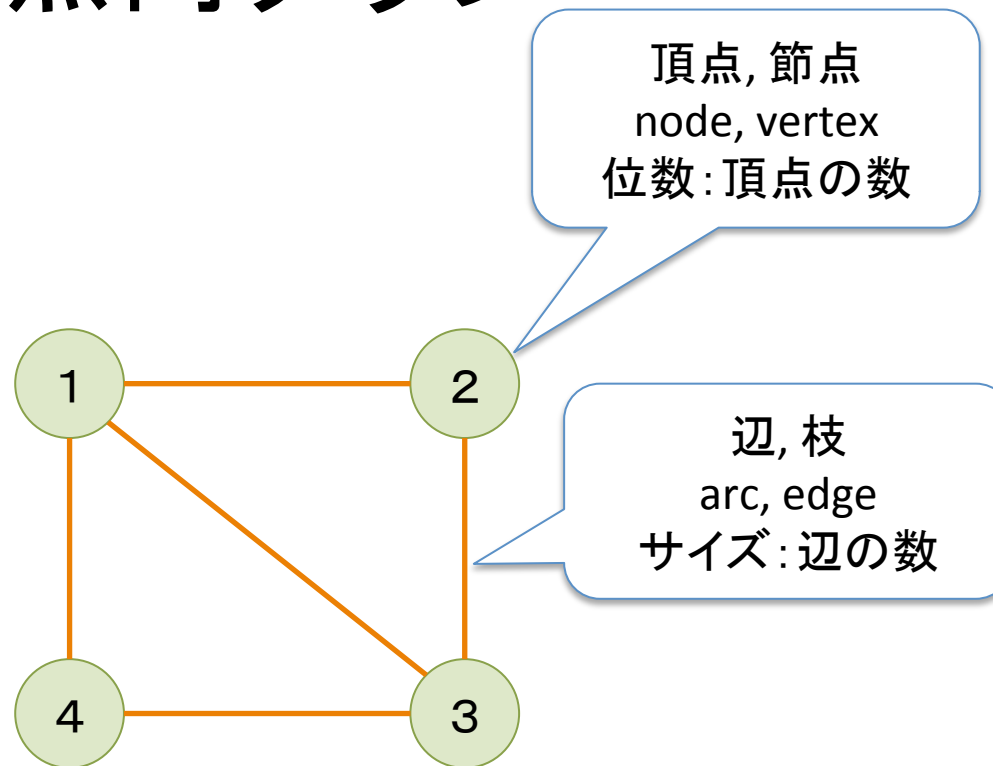 頂点, 節点
node, vertex
位数：頂点の数
1
2
辺, 枝
arc, edge
サイズ：辺の数
4
3